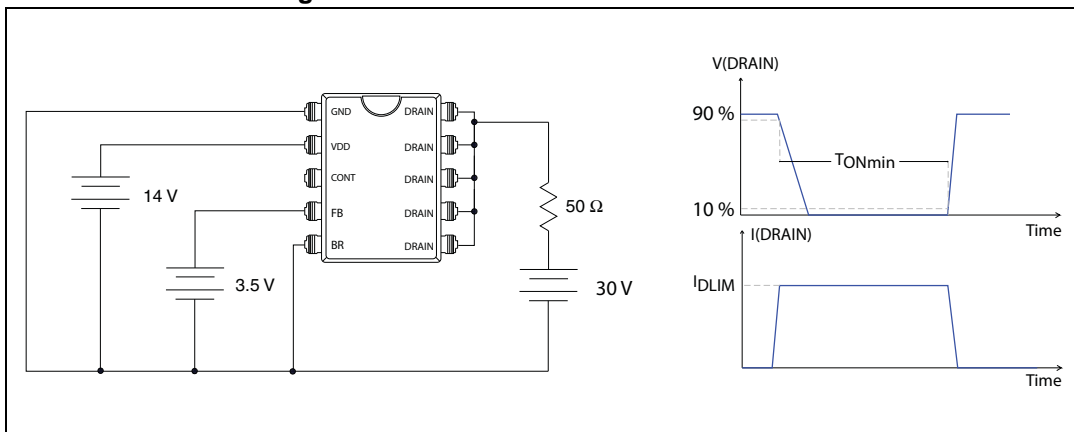 GND
VDD
CONT
FB
BR
DRAIN
DRAIN
DRAIN
DRAIN
DRAIN
14 V
3.5 V
50 Ω
30 V
V(DRAIN)
90 %
TONmin
10 %
Time
I(DRAIN)
IDLIM
Time